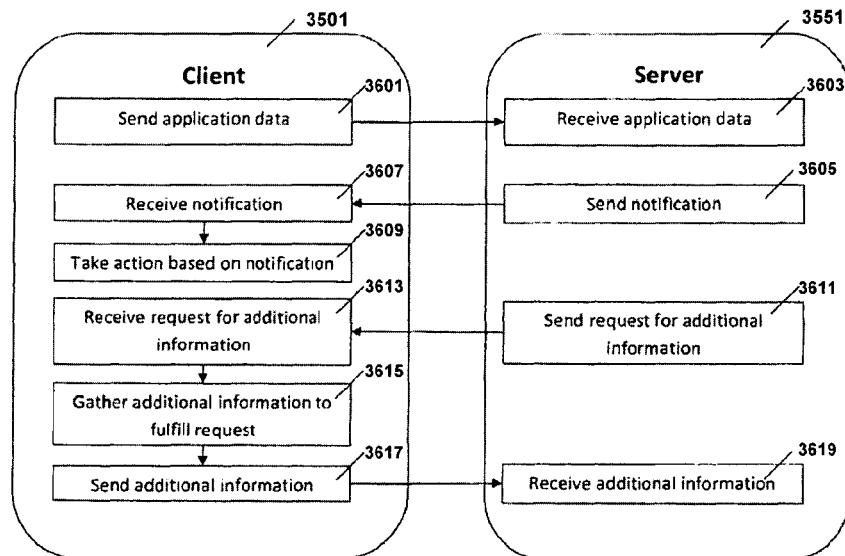 3501
3551
Client
Server
3601
3603
Send application data
Receive application data
3607
3605
Receive notification
Send notification
3609
Take action based on notification
3613
3611
Receive request for additional
information
Send request for additional
information
3615
Gather additional information to
fulfill request
3617
3619
Send additional information
Receive additional information